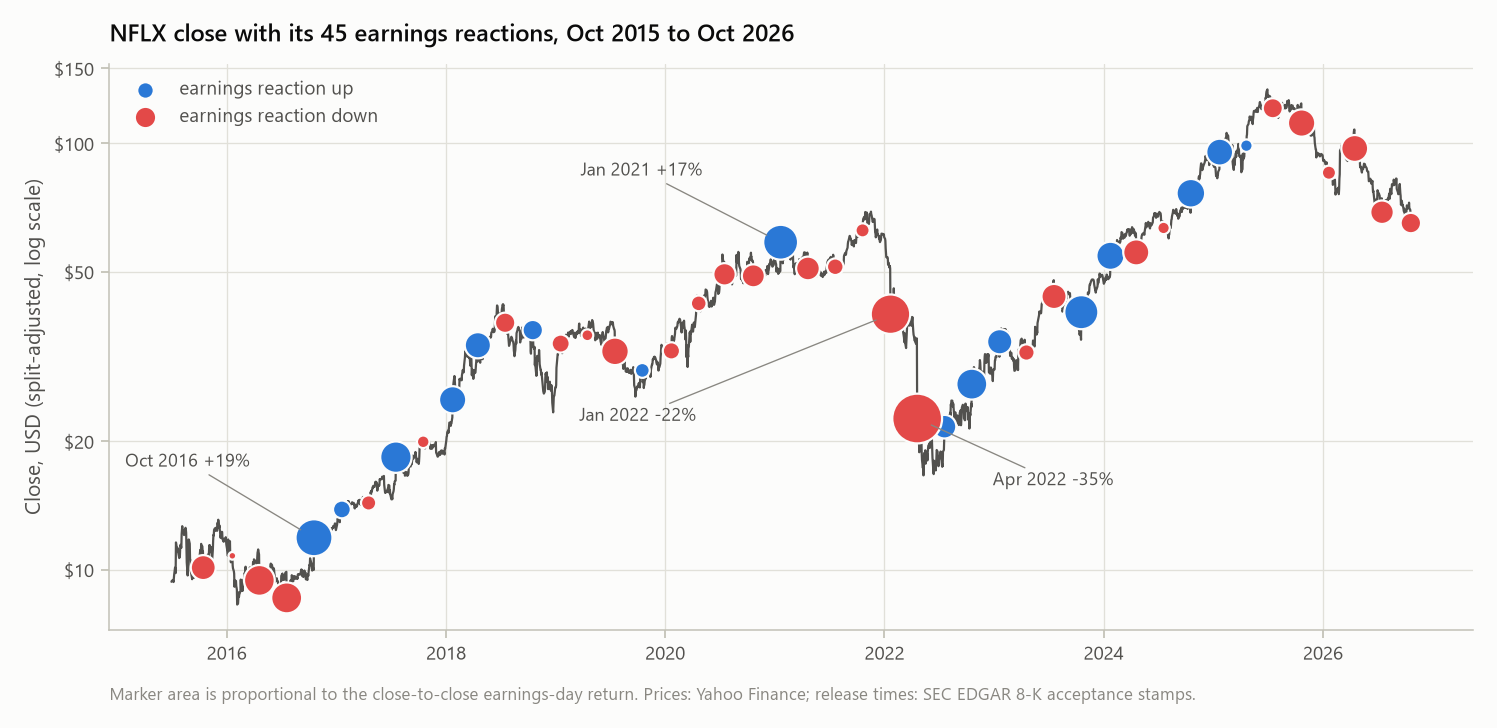 NFLX close with its 45 earnings reactions, Oct 2015 to Oct 2026
$150
earnings reaction up
earnings reaction down
$100
Jan 2021 +17%
$50
Close, USD (split-adjusted, log scale)
Jan 2022 -22%
$20
Oct 2016 +19%
Apr 2022 -35%
$10
2016 2018 2020 2022 2024 2026
Marker area is proportional to the close-to-close earnings-day return. Prices: Yahoo Finance; release times: SEC EDGAR 8-K acceptance stamps.